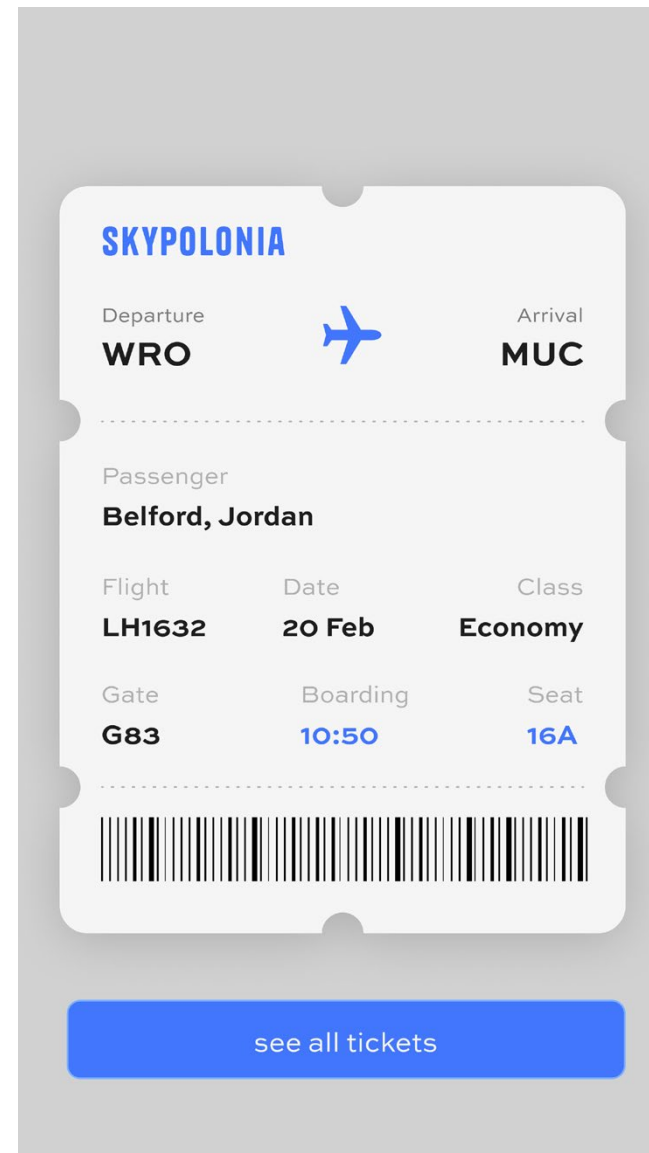 SKYPOLONIA
Departure Arrival
WRO MUC
Passenger
Belford, Jordan
Flight Date Class
LH1632 20 Feb Economy
Gate Boarding Seat
G83 10:50 16A
see all tickets